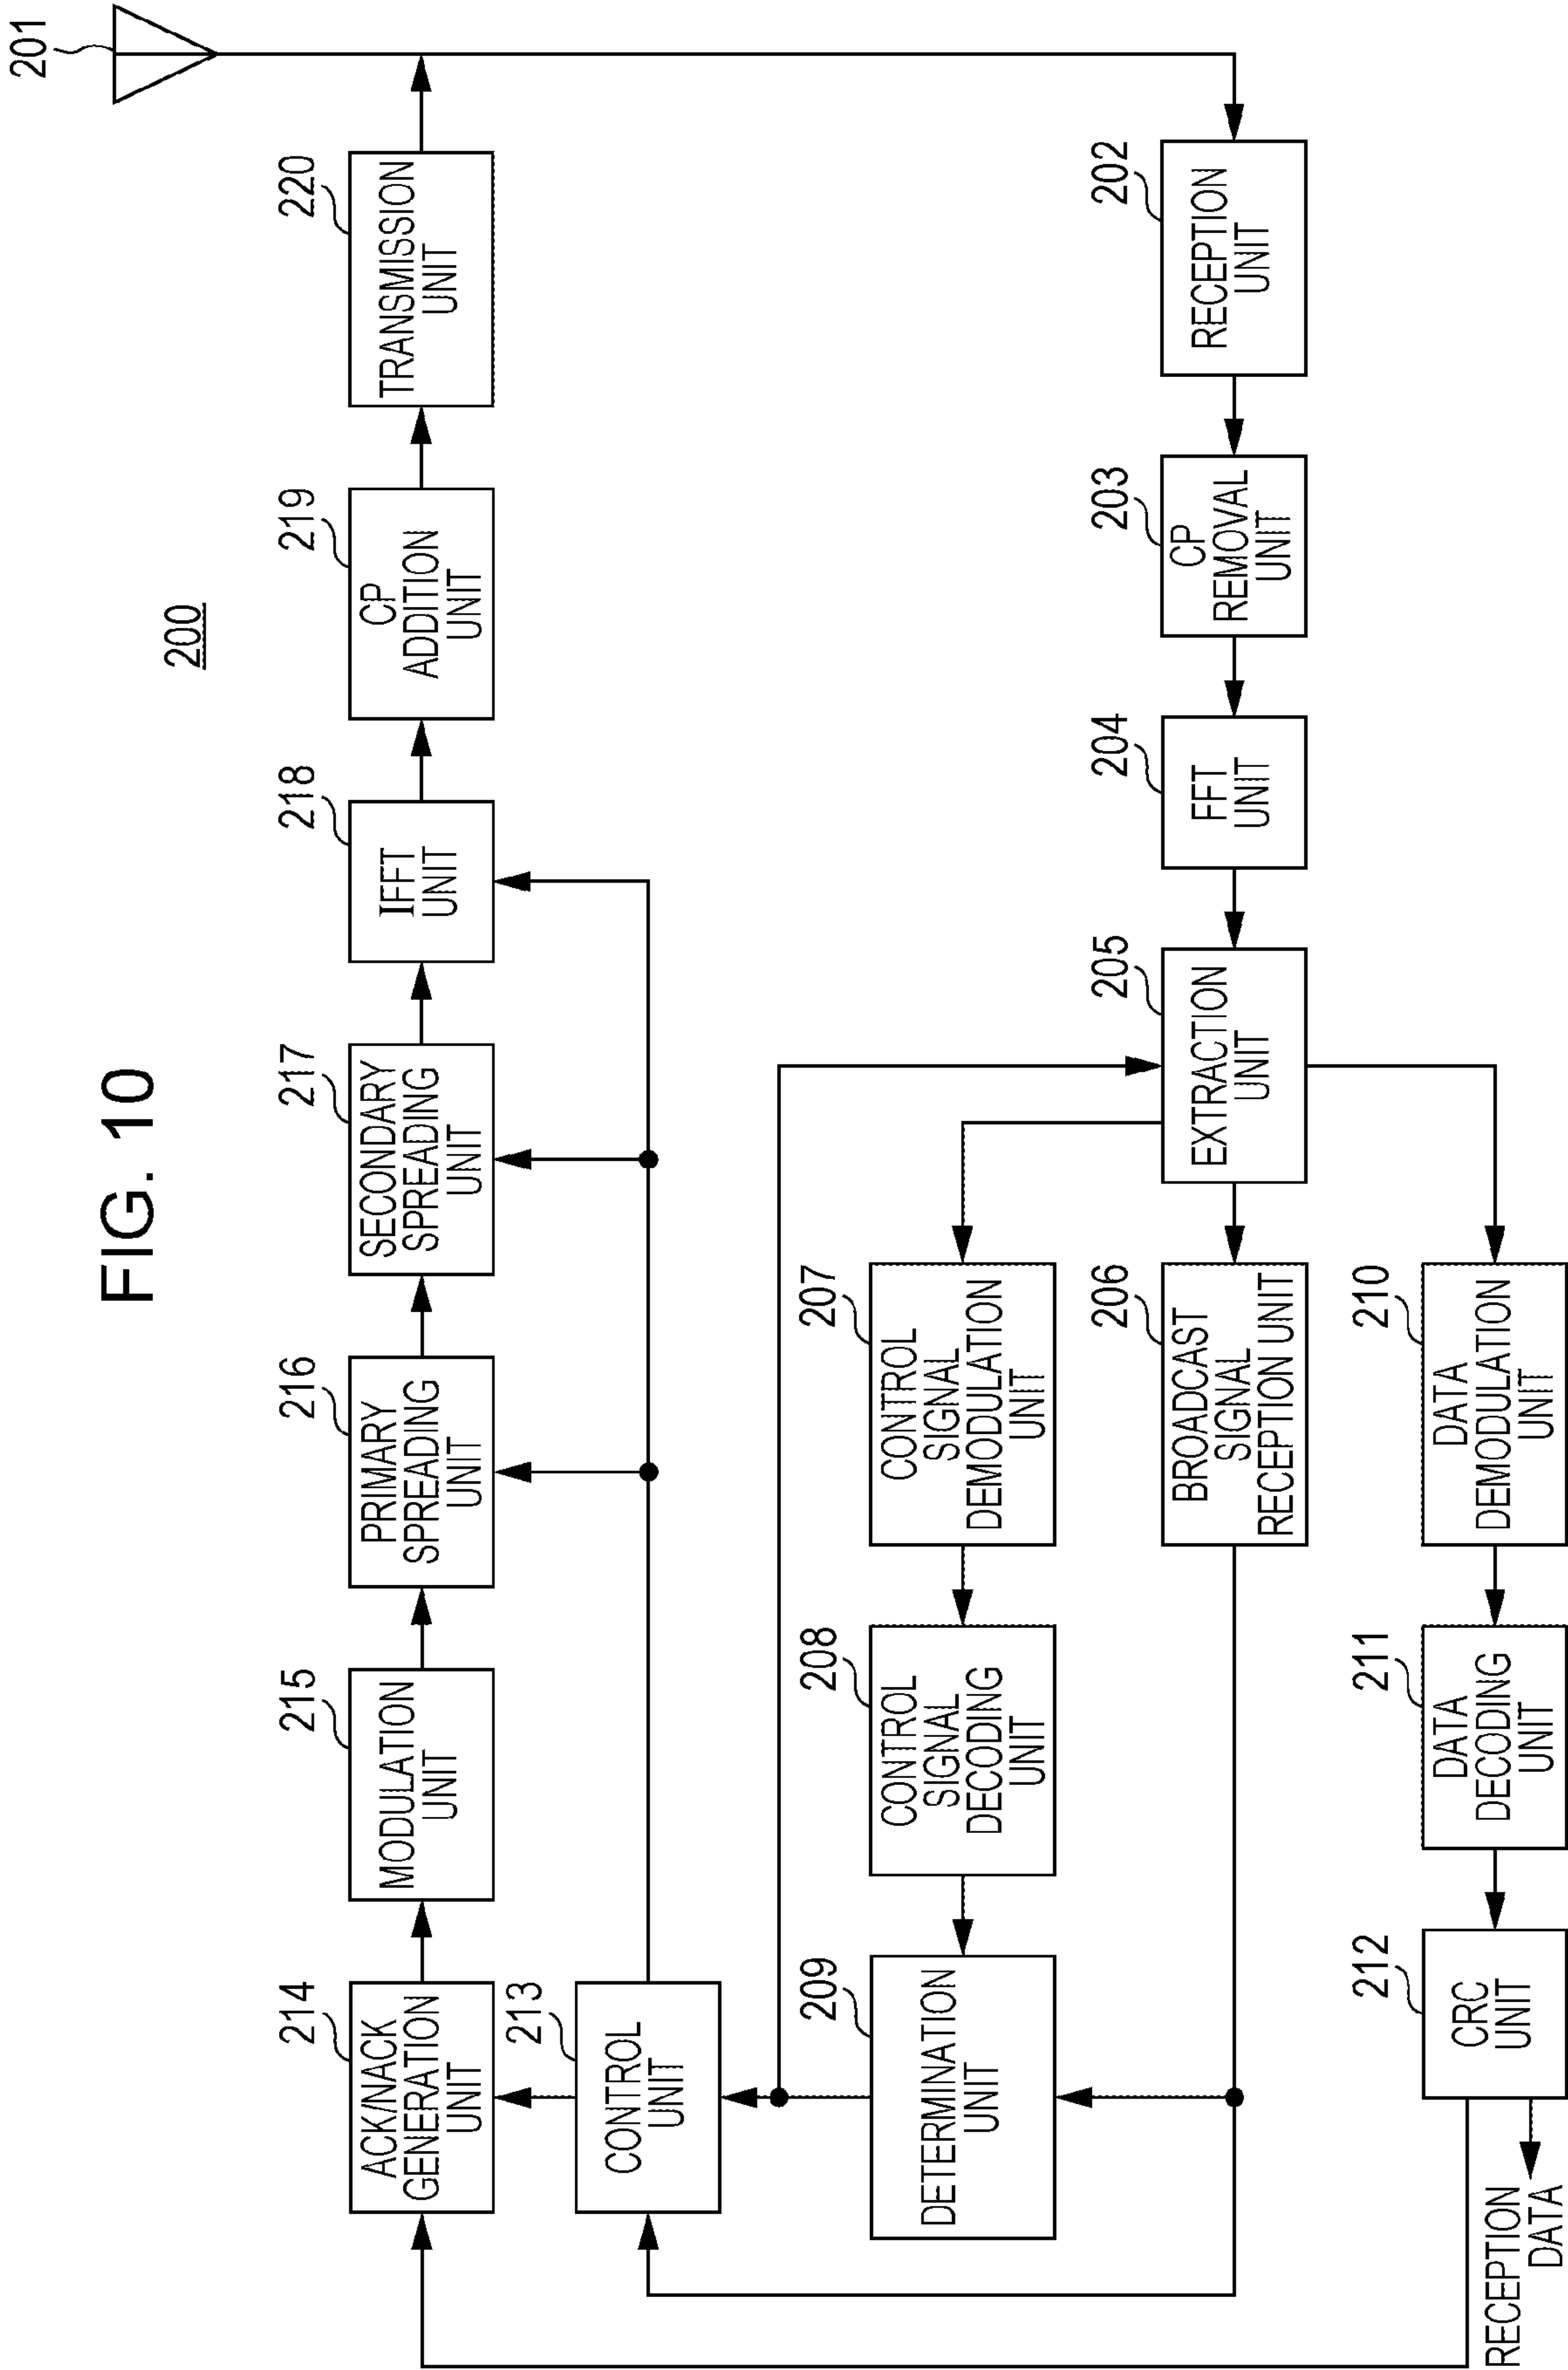 FIG. 10
200
201
214
ACK/NACK
GENERATION
UNIT
215
MODULATION
UNIT
216
PRIMARY
SPREADING
UNIT
217
SECONDARY
SPREADING
UNIT
218
IFFT
UNIT
219
CP
ADDITION
UNIT
220
TRANSMISSION
UNIT
213
CONTROL
UNIT
209
DETERMINATION
UNIT
208
CONTROL
SIGNAL
DECODING
UNIT
207
CONTROL
SIGNAL
DEMODULATION
UNIT
206
BROADCAST
SIGNAL
RECEPTION UNIT
205
EXTRACTION
UNIT
204
FFT
UNIT
203
CP
REMOVAL
UNIT
202
RECEPTION
UNIT
212
CRC
UNIT
211
DATA
DECODING
UNIT
210
DATA
DEMODULATION
UNIT
RECEPTION
DATA